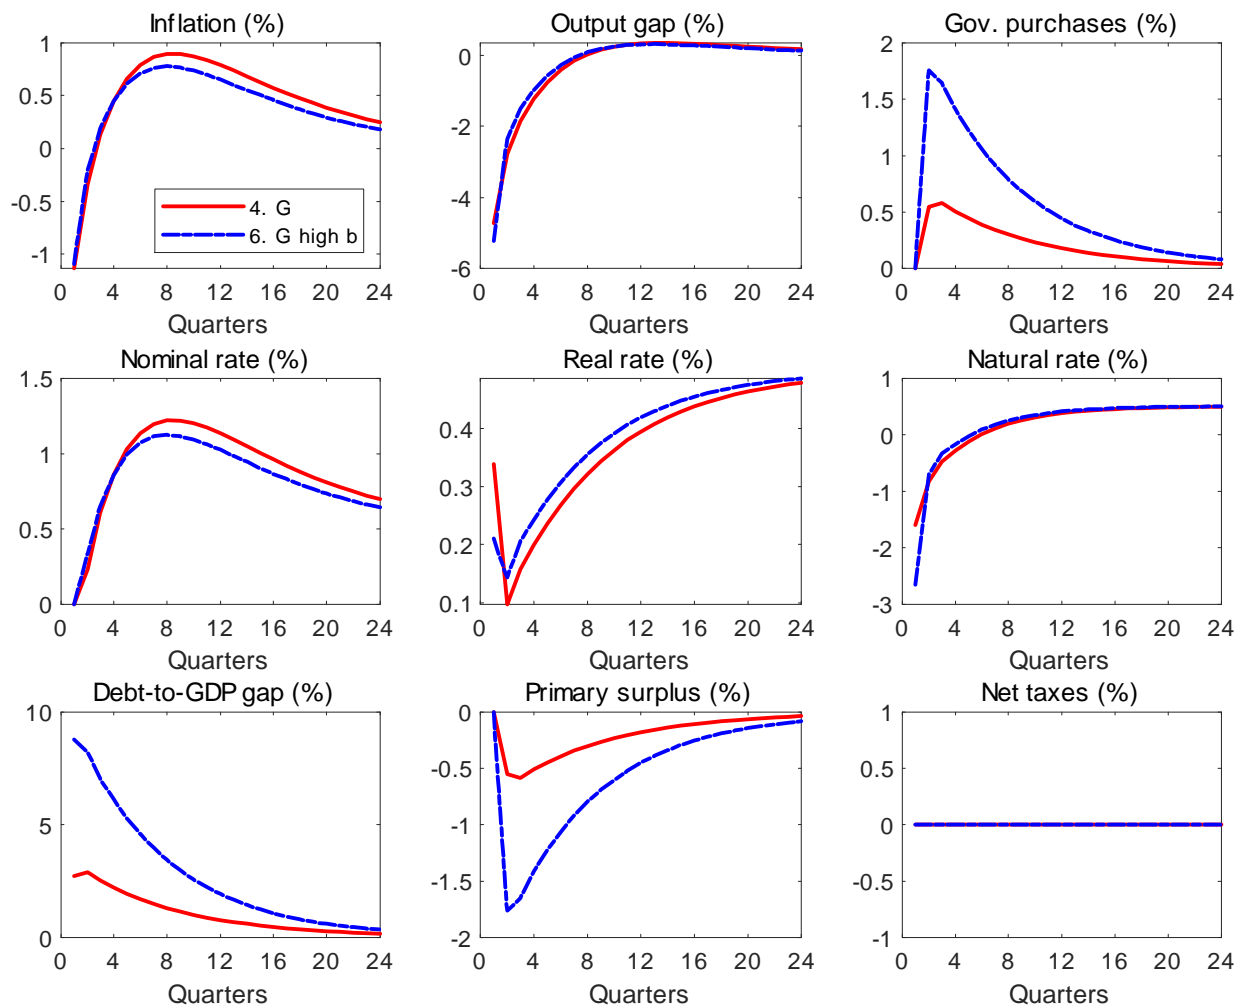 Inflation (%)
1
0.5
0
-0.5
-1
4. G
6. G high b
0 4 8 12 16 20 24
Quarters
Output gap (%)
0
-2
-4
-6
0 4 8 12 16 20 24
Quarters
Gov. purchases (%)
2
1.5
1
0.5
0
0 4 8 12 16 20 24
Quarters
Nominal rate (%)
1.5
1
0.5
0
0 4 8 12 16 20 24
Quarters
Real rate (%)
0.4
0.3
0.2
0.1
0 4 8 12 16 20 24
Quarters
Natural rate (%)
1
0
-1
-2
-3
0 4 8 12 16 20 24
Quarters
Debt-to-GDP gap (%)
10
5
0
0 4 8 12 16 20 24
Quarters
Primary surplus (%)
0
-0.5
-1
-1.5
-2
0 4 8 12 16 20 24
Quarters
Net taxes (%)
1
0.5
0
-0.5
-1
0 4 8 12 16 20 24
Quarters